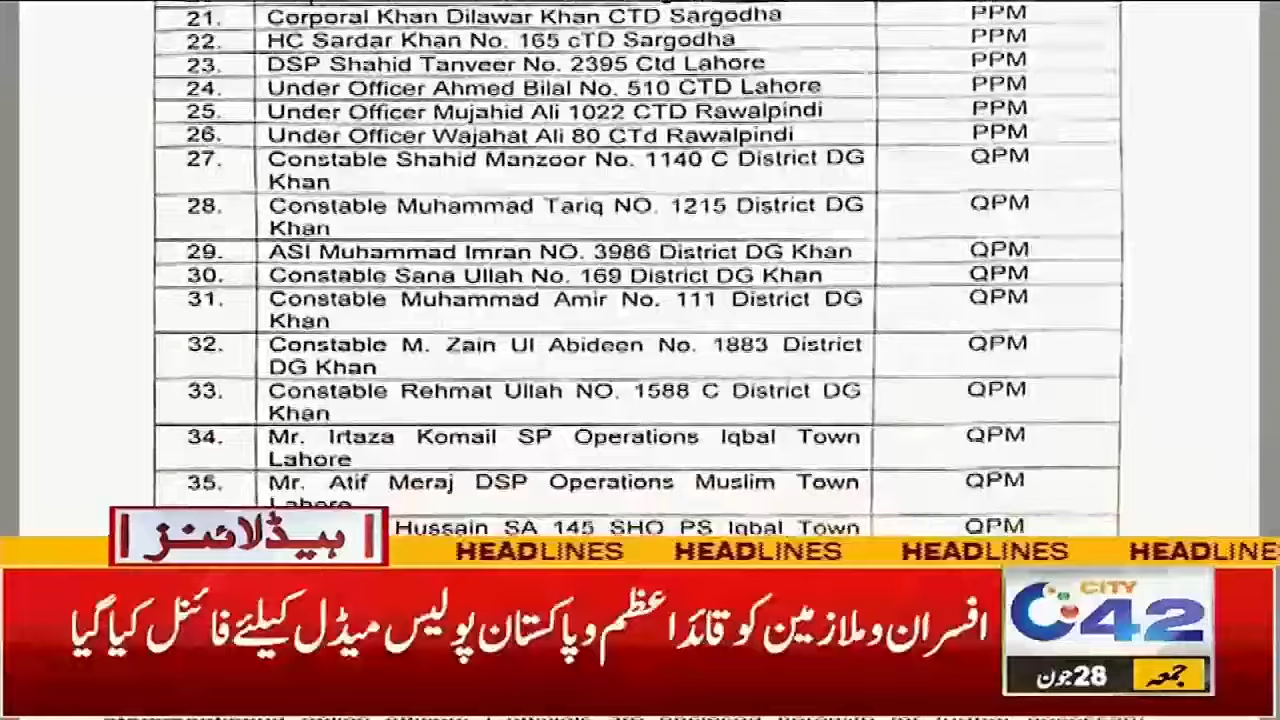 21. Corporal Khan Dilawar Khan CTD Sargodha PPM
22. HC Sardar Khan No. 165 cTD Sargodha PPM
23. DSP Shahid Tanveer No. 2395 Ctd Lahore PPM
24. Under Officer Ahmed Bilal No. 510 CTD Lahore PPM
25. Under Officer Mujahid Ali 1022 CTD Rawalpindi PPM
26. Under Officer Wajahat Ali 80 CTd Rawalpindi PPM
27. Constable Shahid Manzoor No. 1140 C District DG QPM
Khan
28. Constable Muhammad Tariq NO. 1215 District DG QPM
Khan
29. ASI Muhammad Imran NO. 3986 District DG Khan QPM
30. Constable Sana Ullah No. 169 District DG Khan QPM
31. Constable Muhammad Amir No. 111 District DG QPM
Khan
32. Constable M. Zain Ul Abideen No. 1883 District QPM
DG Khan
33. Constable Rehmat Ullah NO. 1588 C District DG QPM
Khan
34. Mr. Irtaza Komail SP Operations Iqbal Town QPM
Lahore
35. Mr. Atif Meraj DSP Operations Muslim Town QPM
Lahore
Hussain SA 145 SHO PS Iqbal Town QPM
ہیڈلائنز
HEADLINES HEADLINES HEADLINES HEADLINE
افسران و ملازمین کو قائداعظم و پاکستان پولیس میڈل کیلئے فائنل کیا گیا
CITY
42
جمعہ 28 جون